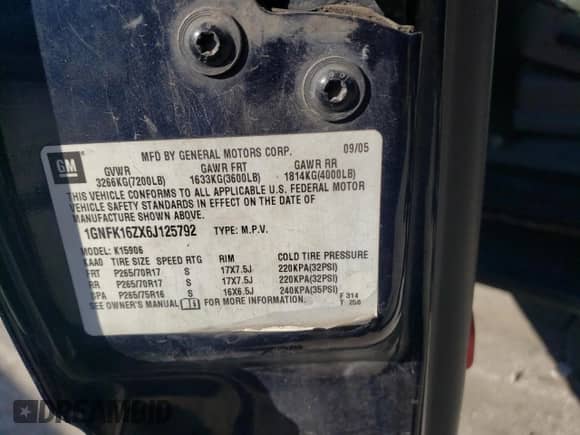 GM
MFD BY GENERAL MOTORS CORP. 09/05
GVWR GAWR FRT GAWR RR
3266KG(7200LB) 1633KG(3600LB) 1814KG(4000LB)
THIS VEHICLE CONFORMS TO ALL APPLICABLE U.S. FEDERAL MOTOR
VEHICLE SAFETY STANDARDS IN EFFECT ON THE DATE OF
MANUFACTURE SHOWN ABOVE.
1GNFK16ZX6J125792 TYPE: M.P.V.
MODEL: K15906
KAAO TIRE SIZE SPEED RTG RIM COLD TIRE PRESSURE
FRT P265/70R17 S 17X7.5J 220KPA(32PSI)
RR P265/70R17 S 17X7.5J 220KPA(32PSI)
SPA P265/75R16 S 16X6.5J 240KPA(35PSI)
SEE OWNER'S MANUAL FOR MORE INFORMATION
F 314
T 250
DREAMBID